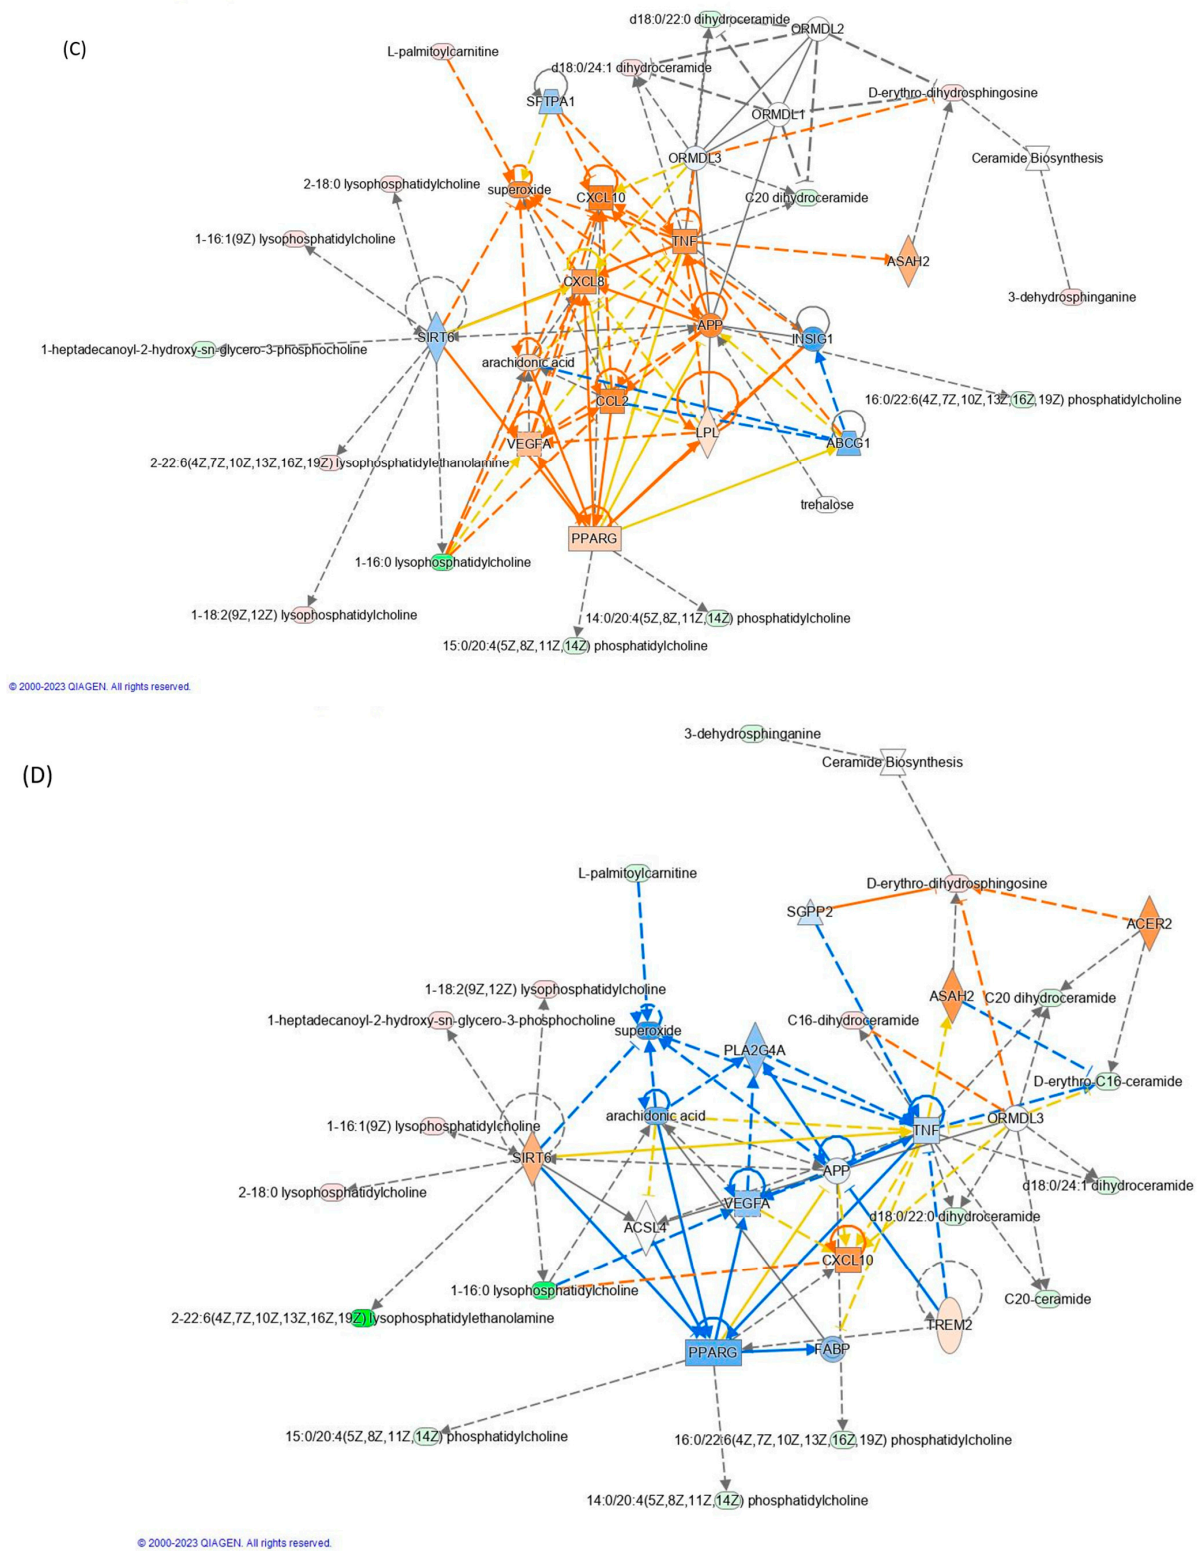 (C)
d18:0/22:0 dihydroceramide
ORMDL2
L-palmitoylcarnitine
d18:0/24:1 dihydroceramide
D-erythro-dihydrosphingosine
SFTPA1
ORMDL1
ORMDL3
Ceramide Biosynthesis
2-18:0 lysophosphatidylcholine
superoxide
CXCL10
C20 dihydroceramide
1-16:1(9Z) lysophosphatidylcholine
TNF
ASAH2
CXCL8
3-dehydrosphinganine
APP
SIRT6
INSIG1
1-heptadecanoyl-2-hydroxy-sn-glycero-3-phosphocholine
arachidonic acid
CCL2
16:0/22:6(4Z,7Z,10Z,13Z,16Z,19Z) phosphatidylcholine
LPL
VEGFA
ABCG1
2-22:6(4Z,7Z,10Z,13Z,16Z,19Z) lysophosphatidylethanolamine
trehalose
PPARG
1-16:0 lysophosphatidylcholine
1-18:2(9Z,12Z) lysophosphatidylcholine
14:0/20:4(5Z,8Z,11Z,14Z) phosphatidylcholine
15:0/20:4(5Z,8Z,11Z,14Z) phosphatidylcholine
© 2000-2023 QIAGEN. All rights reserved.
3-dehydrosphinganine
(D)
Ceramide Biosynthesis
L-palmitoylcarnitine
D-erythro-dihydrosphingosine
SGPP2
ACER2
1-18:2(9Z,12Z) lysophosphatidylcholine
ASAH2
C20 dihydroceramide
1-heptadecanoyl-2-hydroxy-sn-glycero-3-phosphocholine
C16-dihydroceramide
superoxide
PLA2G4A
D-erythro-C16-ceramide
arachidonic acid
ORMDL3
1-16:1(9Z) lysophosphatidylcholine
TNF
SIRT6
APP
d18:0/24:1 dihydroceramide
2-18:0 lysophosphatidylcholine
VEGFA
d18:0/22:0 dihydroceramide
ACSL4
CXCL10
1-16:0 lysophosphatidylcholine
C20-ceramide
2-22:6(4Z,7Z,10Z,13Z,16Z,19Z) lysophosphatidylethanolamine
TREM2
PPARG
FABP
15:0/20:4(5Z,8Z,11Z,14Z) phosphatidylcholine
16:0/22:6(4Z,7Z,10Z,13Z,16Z,19Z) phosphatidylcholine
14:0/20:4(5Z,8Z,11Z,14Z) phosphatidylcholine
© 2000-2023 QIAGEN. All rights reserved.